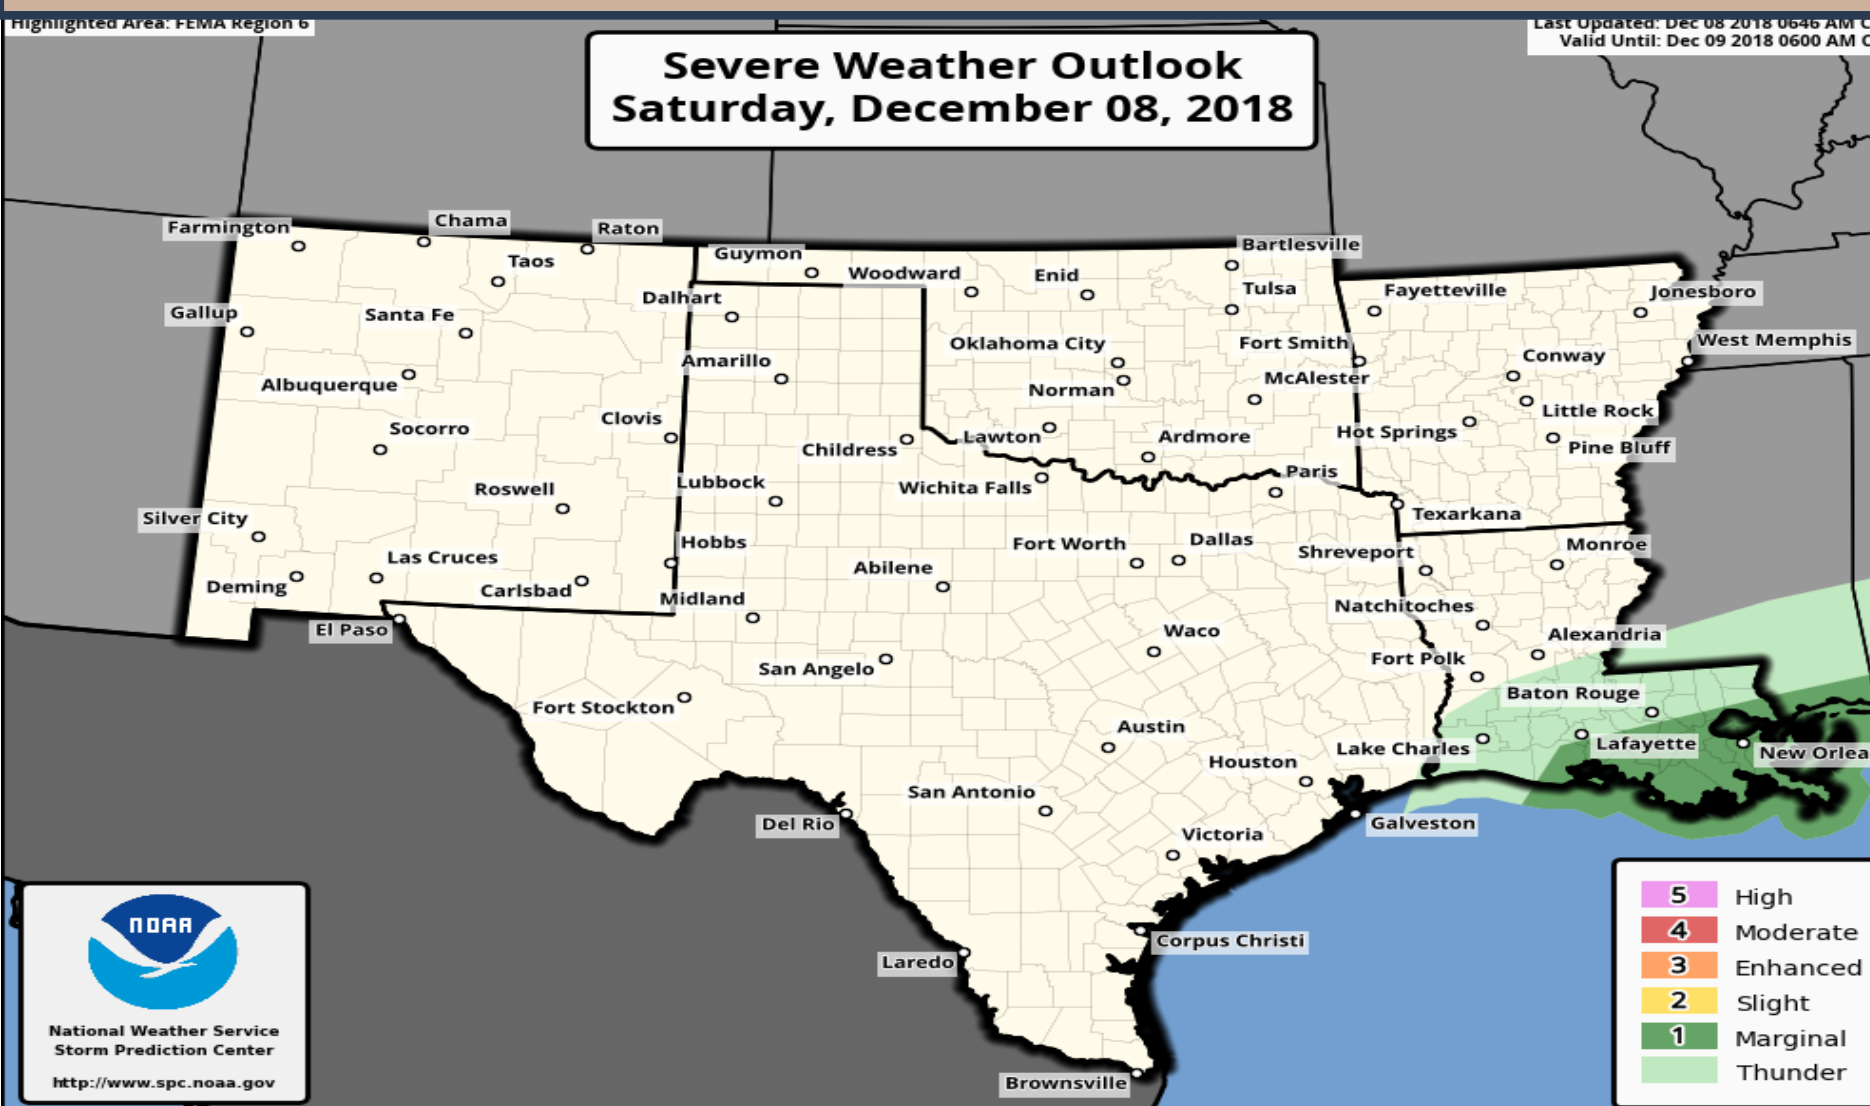 Highlighted Area: FEMA Region 6
Last Updated: Dec 08 2018 0646 AM C
Valid Until: Dec 09 2018 0600 AM C
Severe Weather Outlook
Saturday, December 08, 2018
Farmington
Chama
Raton
Taos
Guymon
Woodward
Enid
Bartlesville
Tulsa
Fayetteville
Jonesboro
Dalhart
Gallup
Santa Fe
Oklahoma City
Fort Smith
West Memphis
Conway
Amarillo
Albuquerque
Norman
McAlester
Little Rock
Clovis
Socorro
Childress
Lawton
Ardmore
Hot Springs
Pine Bluff
Roswell
Lubbock
Wichita Falls
Paris
Texarkana
Silver City
Hobbs
Fort Worth
Dallas
Shreveport
Monroe
Las Cruces
Deming
Carlsbad
Midland
Abilene
Natchitoches
El Paso
Waco
Alexandria
San Angelo
Fort Polk
Fort Stockton
Baton Rouge
Austin
Houston
Lake Charles
Lafayette
New Orlea
San Antonio
Del Rio
Victoria
Galveston
Corpus Christi
Laredo
Brownsville
NOAA
National Weather Service
Storm Prediction Center
http://www.spc.noaa.gov
5 High
4 Moderate
3 Enhanced
2 Slight
1 Marginal
Thunder